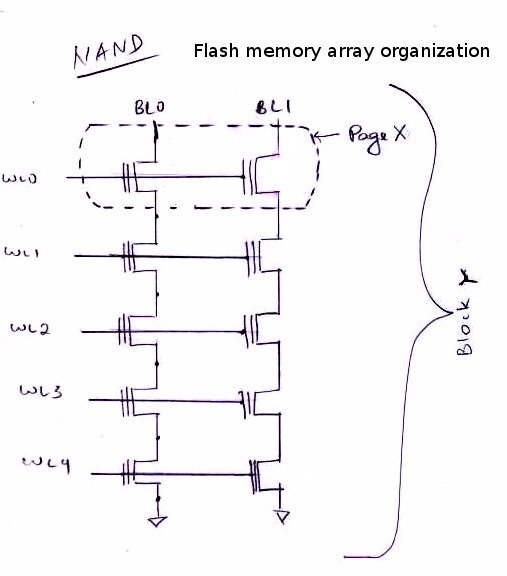 NAND Flash memory array organization
BL0 BL1
Page X
WL0
WL1
WL2
WL3
WL4
Block Y